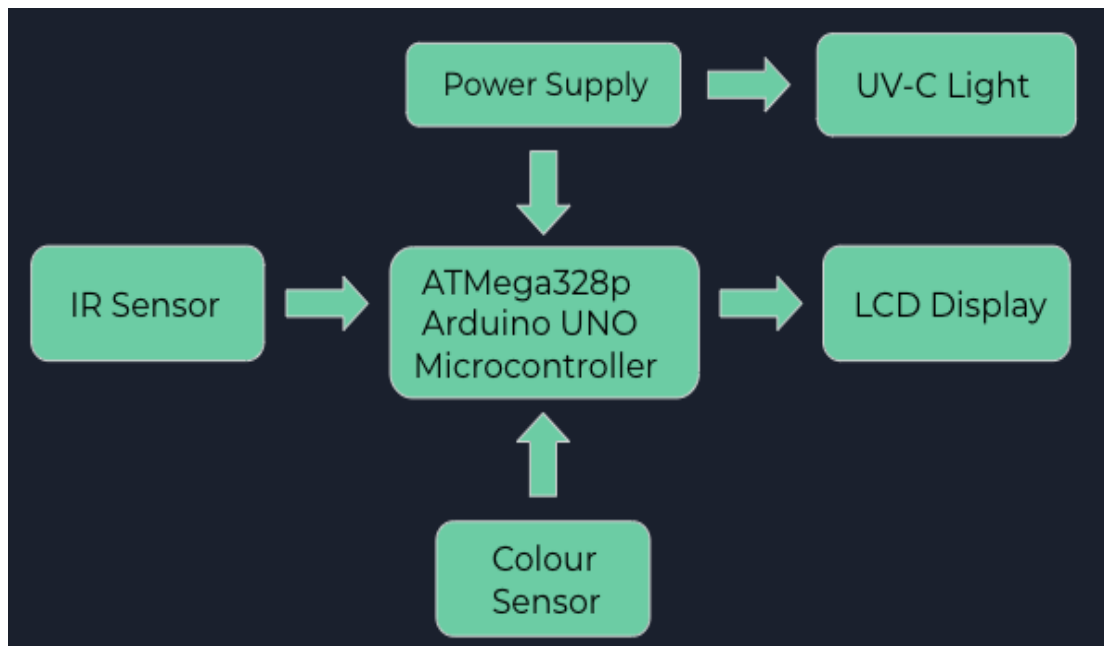 Power Supply
UV-C Light
IR Sensor
ATMega328p
Arduino UNO
Microcontroller
LCD Display
Colour
Sensor